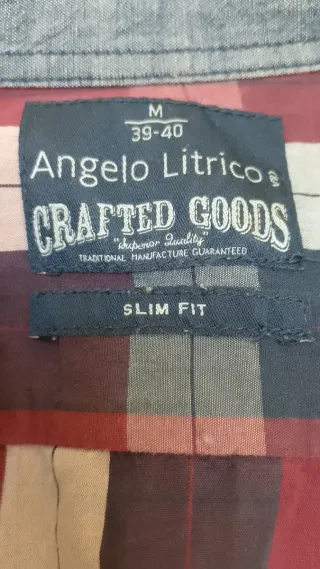 M
39-40
Angelo Litrico®
CRAFTED GOODS
"Superior Quality"
TRADITIONAL MANUFACTURE GUARANTEED
SLIM FIT